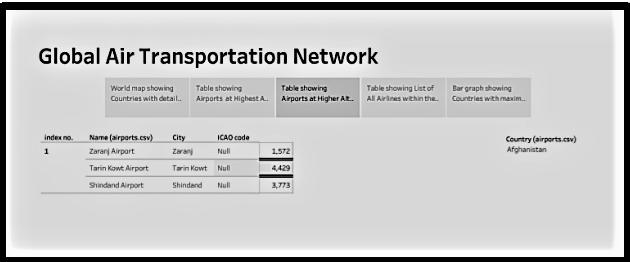 Global Air Transportation Network
World map showing
Countries with detail..
Table showing
Airports at Highest A..
Table showing
Airports at Higher Alt..
Table showing List of
All Airlines within the..
Bar graph showing
Countries with maxim..
index no. Name (airports.csv) City ICAO code
1 Zaranj Airport Zaranj Null 1,572
Tarin Kowt Airport Tarin Kowt Null 4,429
Shindand Airport Shindand Null 3,773
Country (airports.csv)
Afghanistan